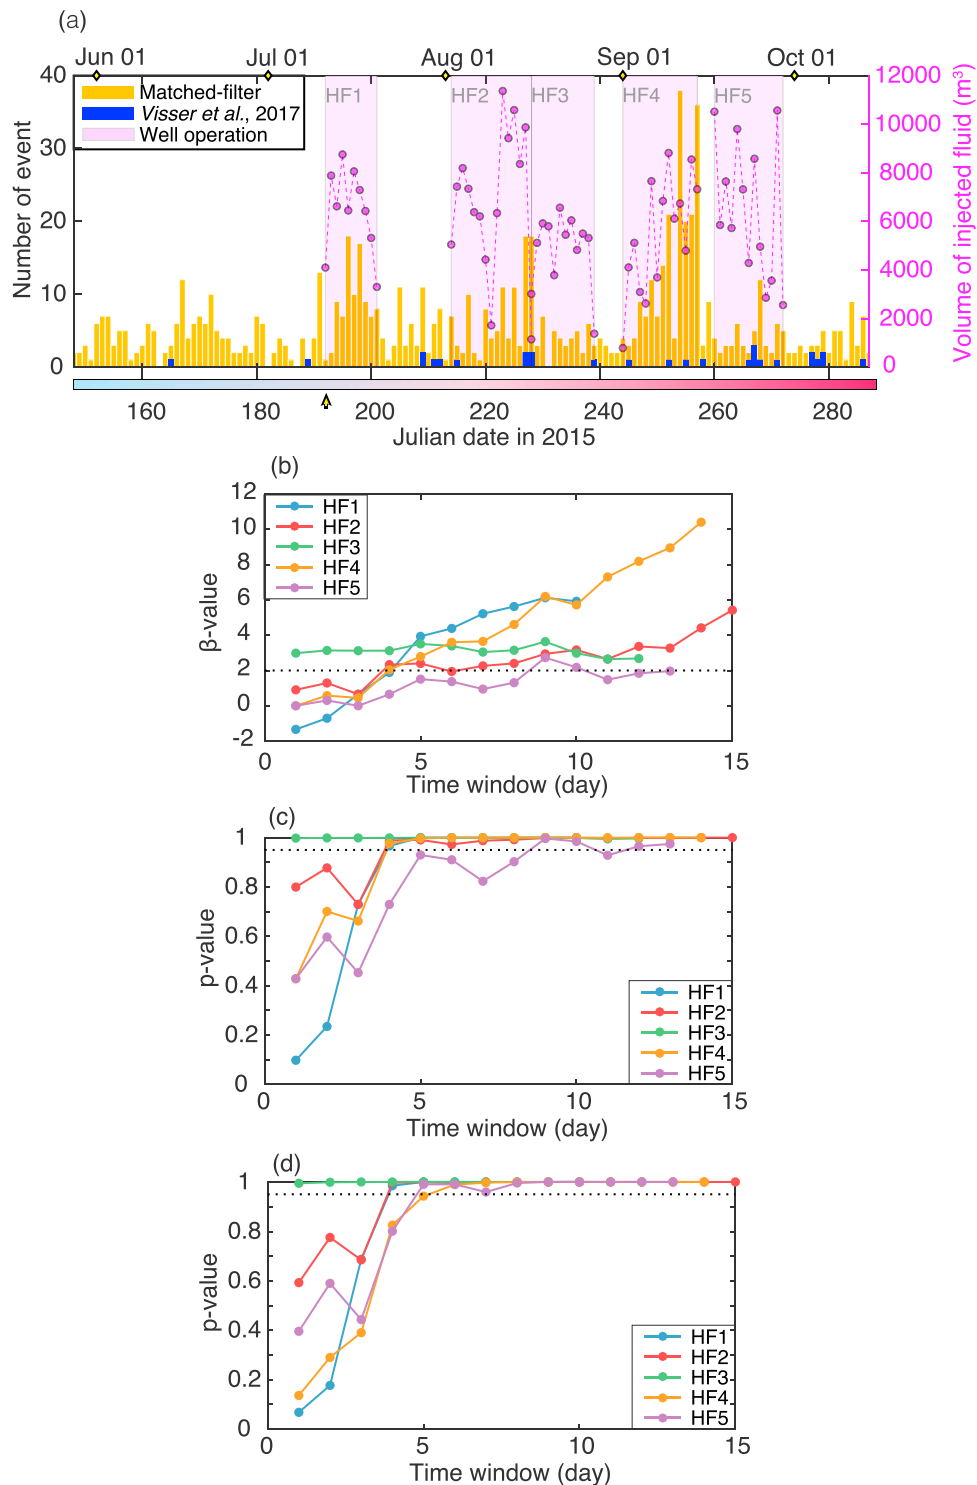 (a)
Jun 01 Jul 01 Aug 01 Sep 01 Oct 01
40 30 20 10 0
Number of event
Matched-filter
Visser et al., 2017
Well operation
HF1 HF2 HF3 HF4 HF5
12000 10000 8000 6000 4000 2000 0
Volume of injected fluid (m³)
160 180 200 220 240 260 280
Julian date in 2015
(b)
12 10 8 6 4 2 0 -2
β-value
HF1
HF2
HF3
HF4
HF5
0 5 10 15
Time window (day)
(c)
1 0.8 0.6 0.4 0.2 0
p-value
HF1
HF2
HF3
HF4
HF5
0 5 10 15
Time window (day)
(d)
1 0.8 0.6 0.4 0.2 0
p-value
HF1
HF2
HF3
HF4
HF5
0 5 10 15
Time window (day)